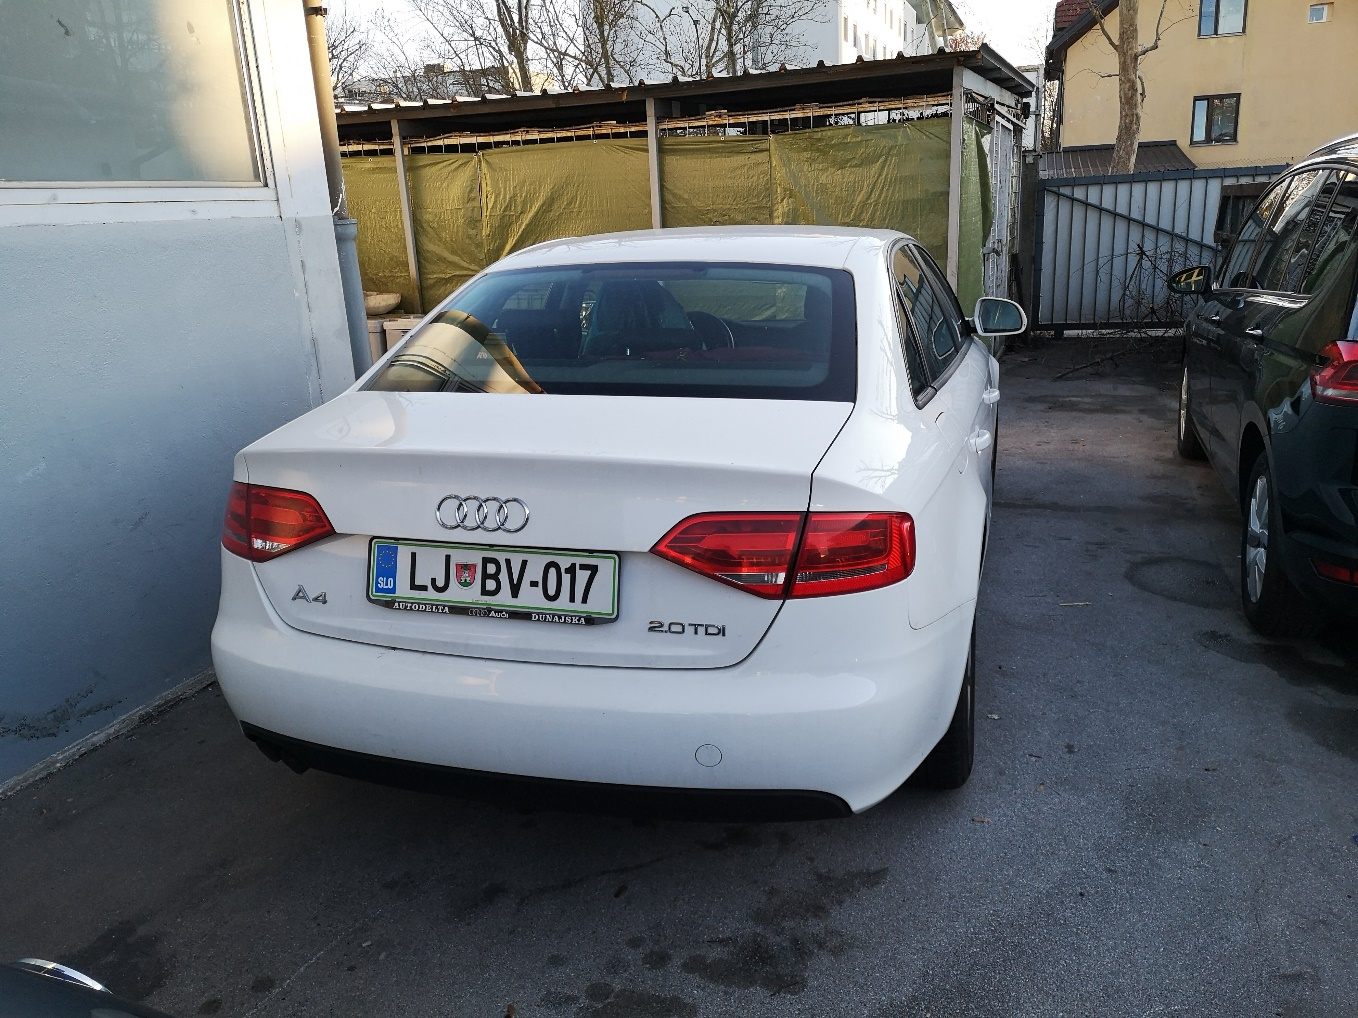 SLO LJ BV-017
AUTODELTA Audi DUNAJSKA
A4
2.0 TDI